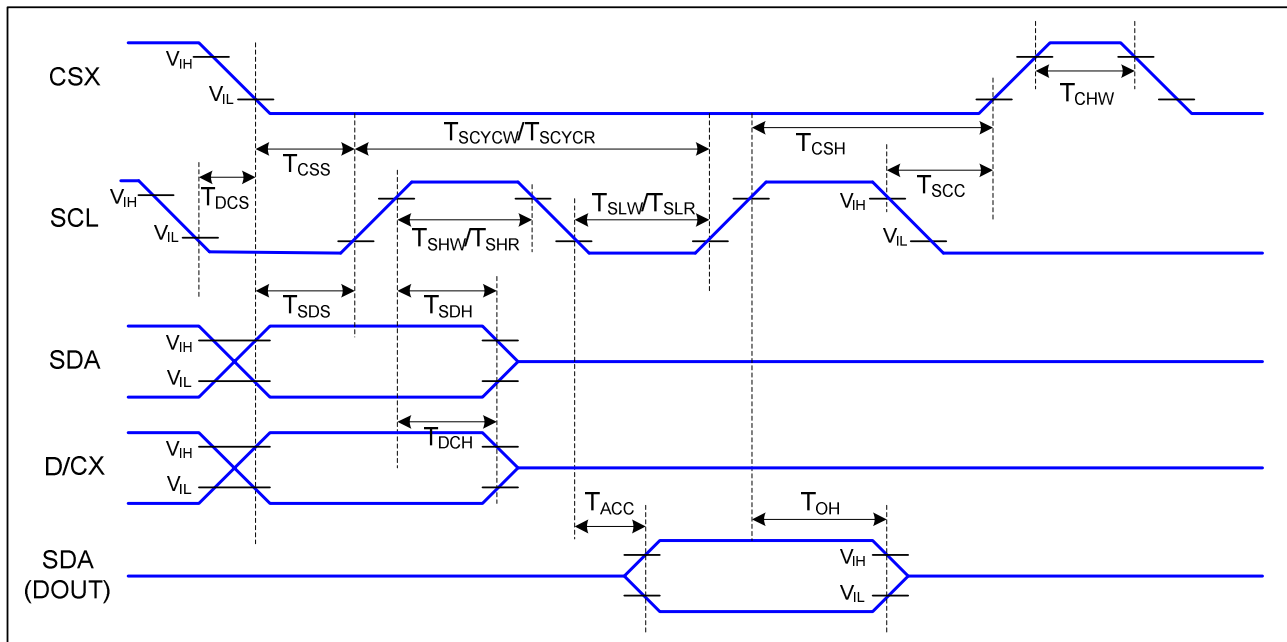 CSX
VIH
VIL
TCHW
TSCYCW/TSCYCR
TCSS
TCSH
TDCS
TSCC
SCL
VIH
VIL
TSHW/TSHR
TSLW/TSLR
VIH
VIL
TSDS
TSDH
SDA
VIH
VIL
TDCH
D/CX
VIH
VIL
TACC
TOH
SDA
(DOUT)
VIH
VIL